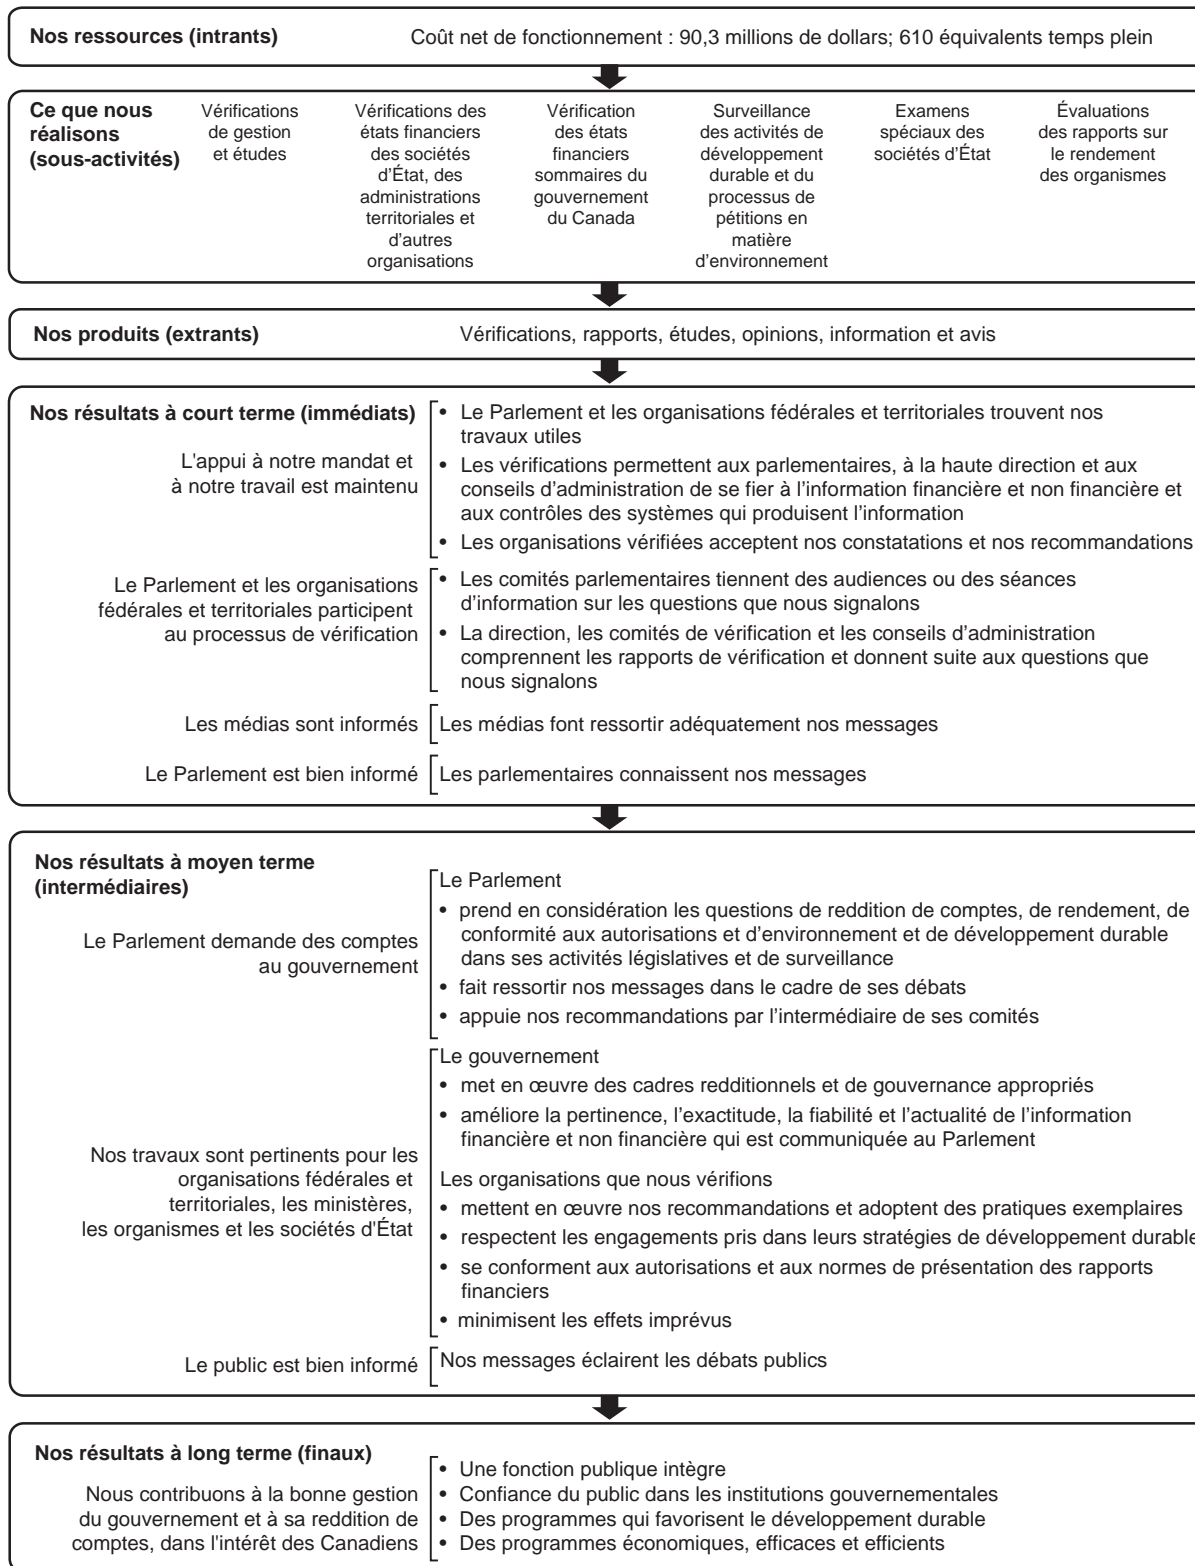 Nos ressources (intrants)
Coût net de fonctionnement : 90,3 millions de dollars; 610 équivalents temps plein
Ce que nous
réalisons
(sous-activités)
Vérifications
de gestion
et études
Vérifications des
états financiers
des sociétés
d'État, des
administrations
territoriales et
d'autres
organisations
Vérification
des états
financiers
sommaires du
gouvernement
du Canada
Surveillance
des activités de
développement
durable et du
processus de
pétitions en
matière
d'environnement
Examens
spéciaux des
sociétés d'État
Évaluations
des rapports sur
le rendement
des organismes
Nos produits (extrants)
Vérifications, rapports, études, opinions, information et avis
Nos résultats à court terme (immédiats)
L'appui à notre mandat et
à notre travail est maintenu
• Le Parlement et les organisations fédérales et territoriales trouvent nos
travaux utiles
• Les vérifications permettent aux parlementaires, à la haute direction et aux
conseils d'administration de se fier à l'information financière et non financière et
aux contrôles des systèmes qui produisent l'information
• Les organisations vérifiées acceptent nos constatations et nos recommandations
Le Parlement et les organisations
fédérales et territoriales participent
au processus de vérification
• Les comités parlementaires tiennent des audiences ou des séances
d'information sur les questions que nous signalons
• La direction, les comités de vérification et les conseils d'administration
comprennent les rapports de vérification et donnent suite aux questions que
nous signalons
Les médias sont informés
Les médias font ressortir adéquatement nos messages
Le Parlement est bien informé
Les parlementaires connaissent nos messages
Nos résultats à moyen terme
(intermédiaires)
Le Parlement demande des comptes
au gouvernement
Le Parlement
• prend en considération les questions de reddition de comptes, de rendement, de
conformité aux autorisations et d'environnement et de développement durable
dans ses activités législatives et de surveillance
• fait ressortir nos messages dans le cadre de ses débats
• appuie nos recommandations par l'intermédiaire de ses comités
Nos travaux sont pertinents pour les
organisations fédérales et
territoriales, les ministères,
les organismes et les sociétés d'État
Le gouvernement
• met en œuvre des cadres redditionnels et de gouvernance appropriés
• améliore la pertinence, l'exactitude, la fiabilité et l'actualité de l'information
financière et non financière qui est communiquée au Parlement
Les organisations que nous vérifions
• mettent en œuvre nos recommandations et adoptent des pratiques exemplaires
• respectent les engagements pris dans leurs stratégies de développement durable
• se conforment aux autorisations et aux normes de présentation des rapports
financiers
• minimisent les effets imprévus
Le public est bien informé
Nos messages éclairent les débats publics
Nos résultats à long terme (finaux)
Nous contribuons à la bonne gestion
du gouvernement et à sa reddition de
comptes, dans l'intérêt des Canadiens
• Une fonction publique intègre
• Confiance du public dans les institutions gouvernementales
• Des programmes qui favorisent le développement durable
• Des programmes économiques, efficaces et efficients